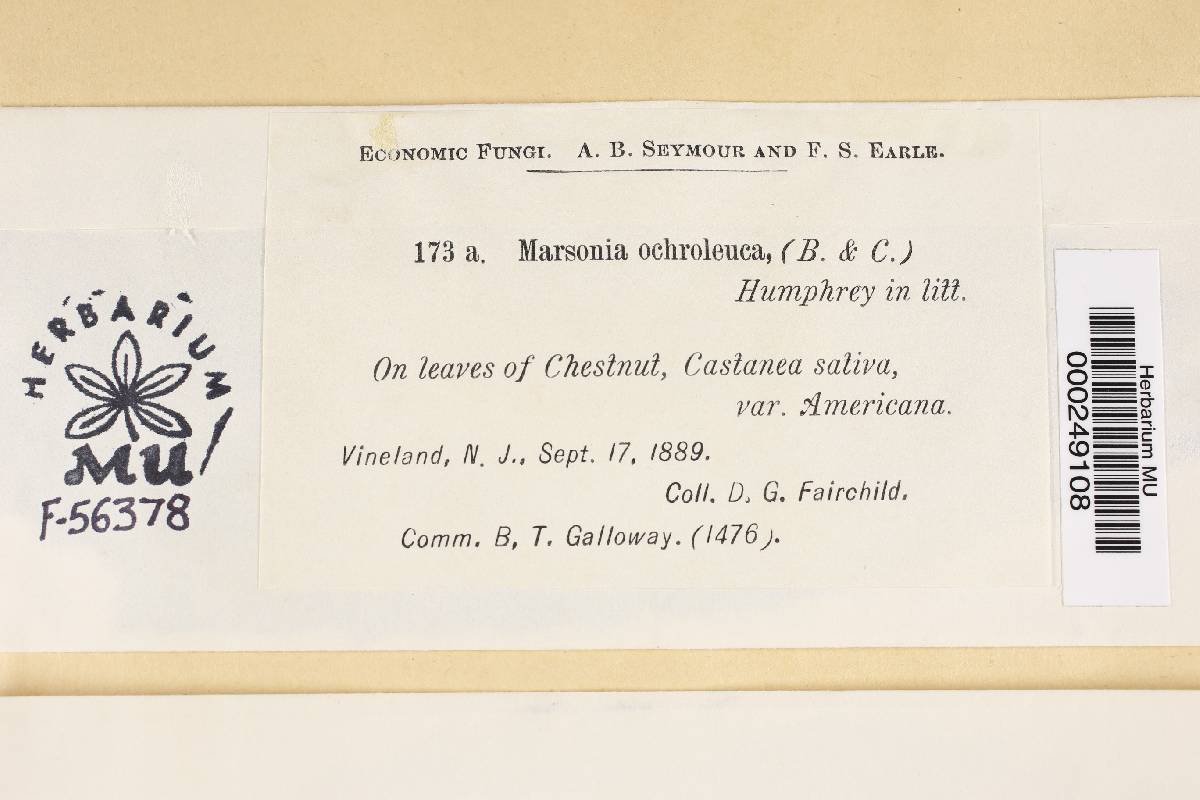 ECONOMIC FUNGI. A. B. SEYMOUR AND F. S. EARLE.
173 a. Marsonia ochroleuca, (B. & C.)
Humphrey in litt.
On leaves of Chestnut, Castanea sativa,
var. Americana.
Vineland, N. J., Sept. 17, 1889.
Coll. D. G. Fairchild.
Comm. B, T. Galloway. (1476).
HERBARIUM
MU
F-56378
Herbarium MU
000249108